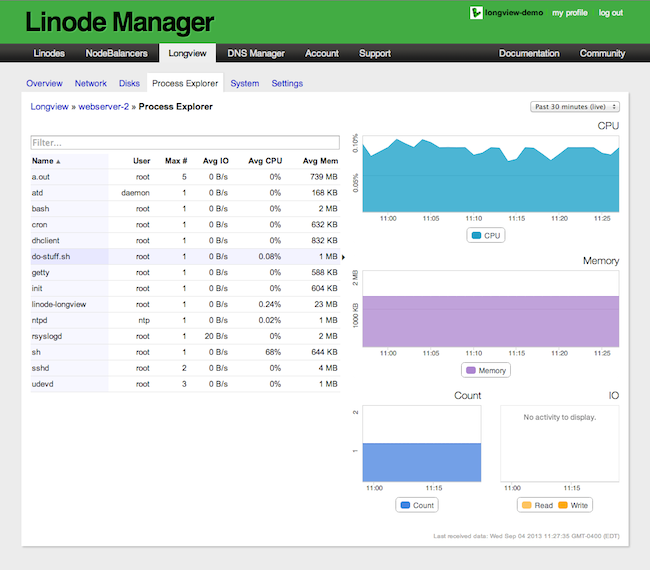 Linode Manager
longview-demo my profile log out
Linodes NodeBalancers Longview DNS Manager Account Support Documentation Community
Overview Network Disks Process Explorer System Settings
Longview » webserver-2 » Process Explorer
Past 30 minutes (live)
Filter...
Name User Max # Avg IO Avg CPU Avg Mem
a.out root 5 0 B/s 0% 739 MB
atd daemon 1 0 B/s 0% 168 KB
bash root 1 0 B/s 0% 2 MB
cron root 1 0 B/s 0% 632 KB
dhclient root 1 0 B/s 0% 832 KB
do-stuff.sh root 1 0 B/s 0.08% 1 MB
getty root 1 0 B/s 0% 588 KB
init root 1 0 B/s 0% 604 KB
linode-longview root 1 0 B/s 0.24% 23 MB
ntpd ntp 1 0 B/s 0.02% 1 MB
rsyslogd root 1 20 B/s 0% 2 MB
sh root 1 0 B/s 68% 644 KB
sshd root 2 0 B/s 0% 4 MB
udevd root 3 0 B/s 0% 1 MB
CPU
0.10%
0.05%
11:00 11:05 11:10 11:15 11:20 11:25
CPU
Memory
2 MB
1000 KB
11:00 11:05 11:10 11:15 11:20 11:25
Memory
Count
2
1
11:00 11:15
Count
IO
No activity to display.
11:00 11:15
Read Write
Last received data: Wed Sep 04 2013 11:27:35 GMT-0400 (EDT)